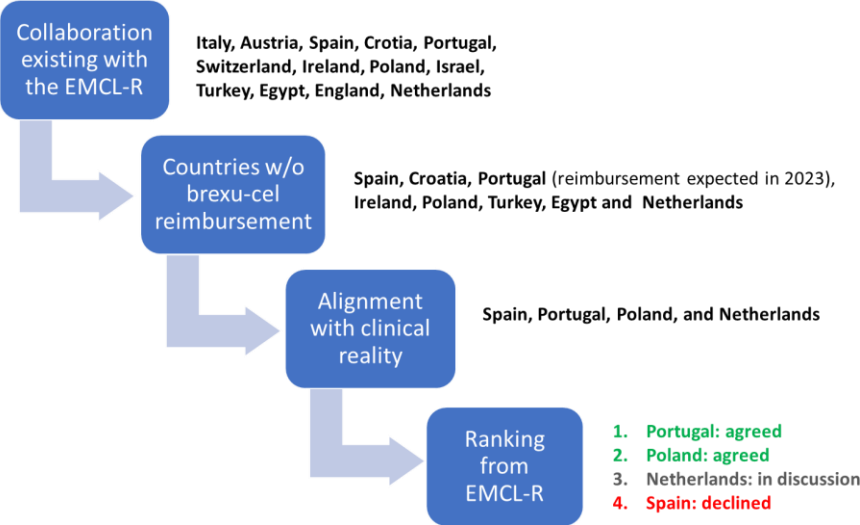 Collaboration
existing with
the EMCL-R
Italy, Austria, Spain, Crotia, Portugal,
Switzerland, Ireland, Poland, Israel,
Turkey, Egypt, England, Netherlands
Countries w/o
brexu-cel
reimbursement
Spain, Croatia, Portugal (reimbursement expected in 2023),
Ireland, Poland, Turkey, Egypt and Netherlands
Alignment
with clinical
reality
Spain, Portugal, Poland, and Netherlands
Ranking
from
EMCL-R
1. Portugal: agreed
2. Poland: agreed
3. Netherlands: in discussion
4. Spain: declined